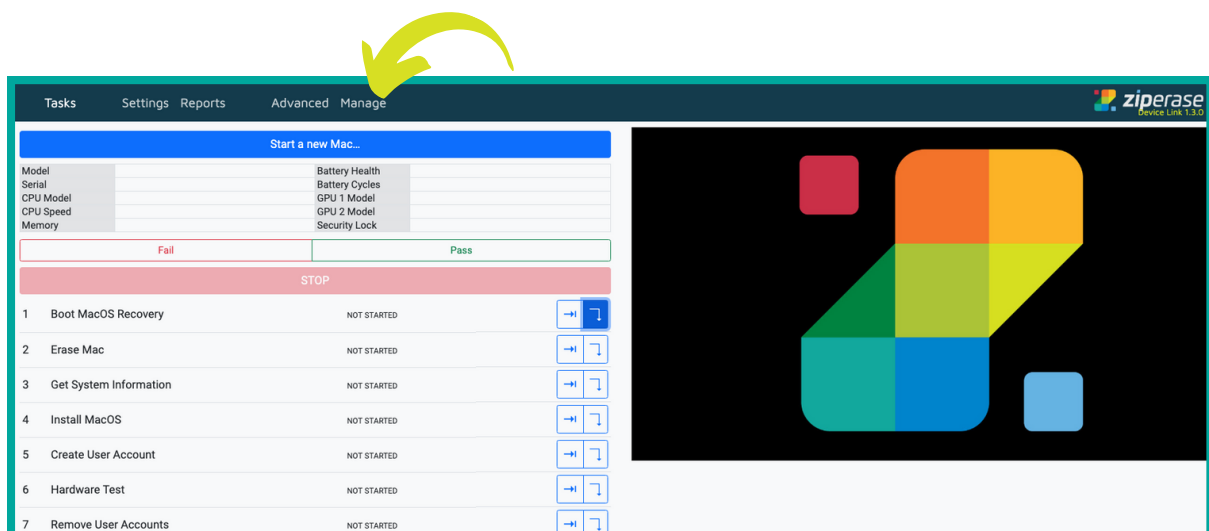 Tasks Settings Reports Advanced Manage
ziperase
Device Link 1.3.0
Start a new Mac...
Model Battery Health
Serial Battery Cycles
CPU Model GPU 1 Model
CPU Speed GPU 2 Model
Memory Security Lock
Fail Pass
STOP
1 Boot MacOS Recovery NOT STARTED
2 Erase Mac NOT STARTED
3 Get System Information NOT STARTED
4 Install MacOS NOT STARTED
5 Create User Account NOT STARTED
6 Hardware Test NOT STARTED
7 Remove User Accounts NOT STARTED